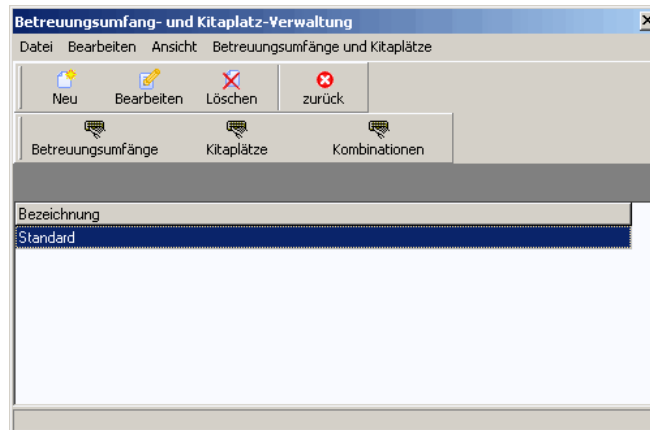 Betreuungsumfang- und Kitaplatz-Verwaltung
Datei Bearbeiten Ansicht Betreuungsumfänge und Kitaplätze
Neu Bearbeiten Löschen zurück
Betreuungsumfänge Kitaplätze Kombinationen
Bezeichnung
Standard